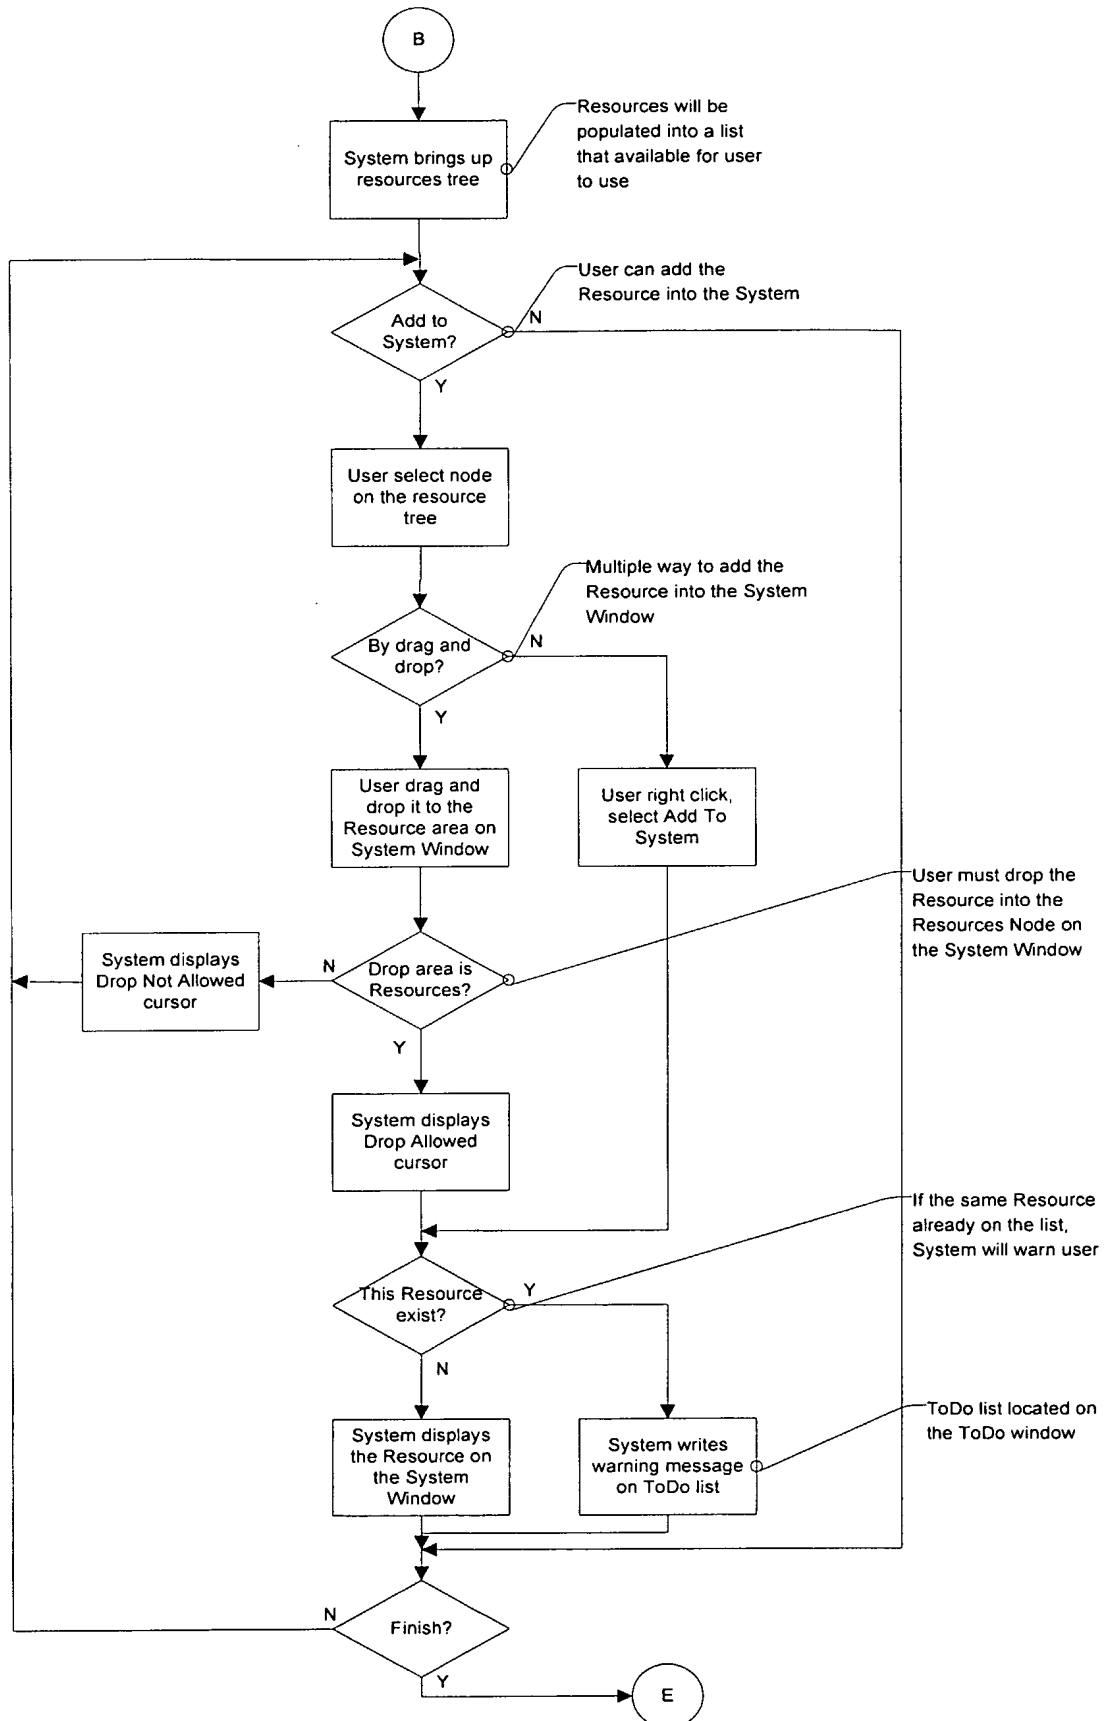 B
Resources will be
populated into a list
that available for user
to use
System brings up
resources tree
User can add the
Resource into the System
N
Add to
System?
Y
User select node
on the resource
tree
Multiple way to add the
Resource into the System
Window
N
By drag and
drop?
Y
User drag and
drop it to the
Resource area on
System Window
User right click,
select Add To
System
User must drop the
Resource into the
Resources Node on
the System Window
System displays
Drop Not Allowed
cursor
N
Drop area is
Resources?
Y
System displays
Drop Allowed
cursor
If the same Resource
already on the list,
System will warn user
This Resource
exist?
Y
N
ToDo list located on
the ToDo window
System displays
the Resource on
the System
Window
System writes
warning message
on ToDo list
N
Finish?
Y
E